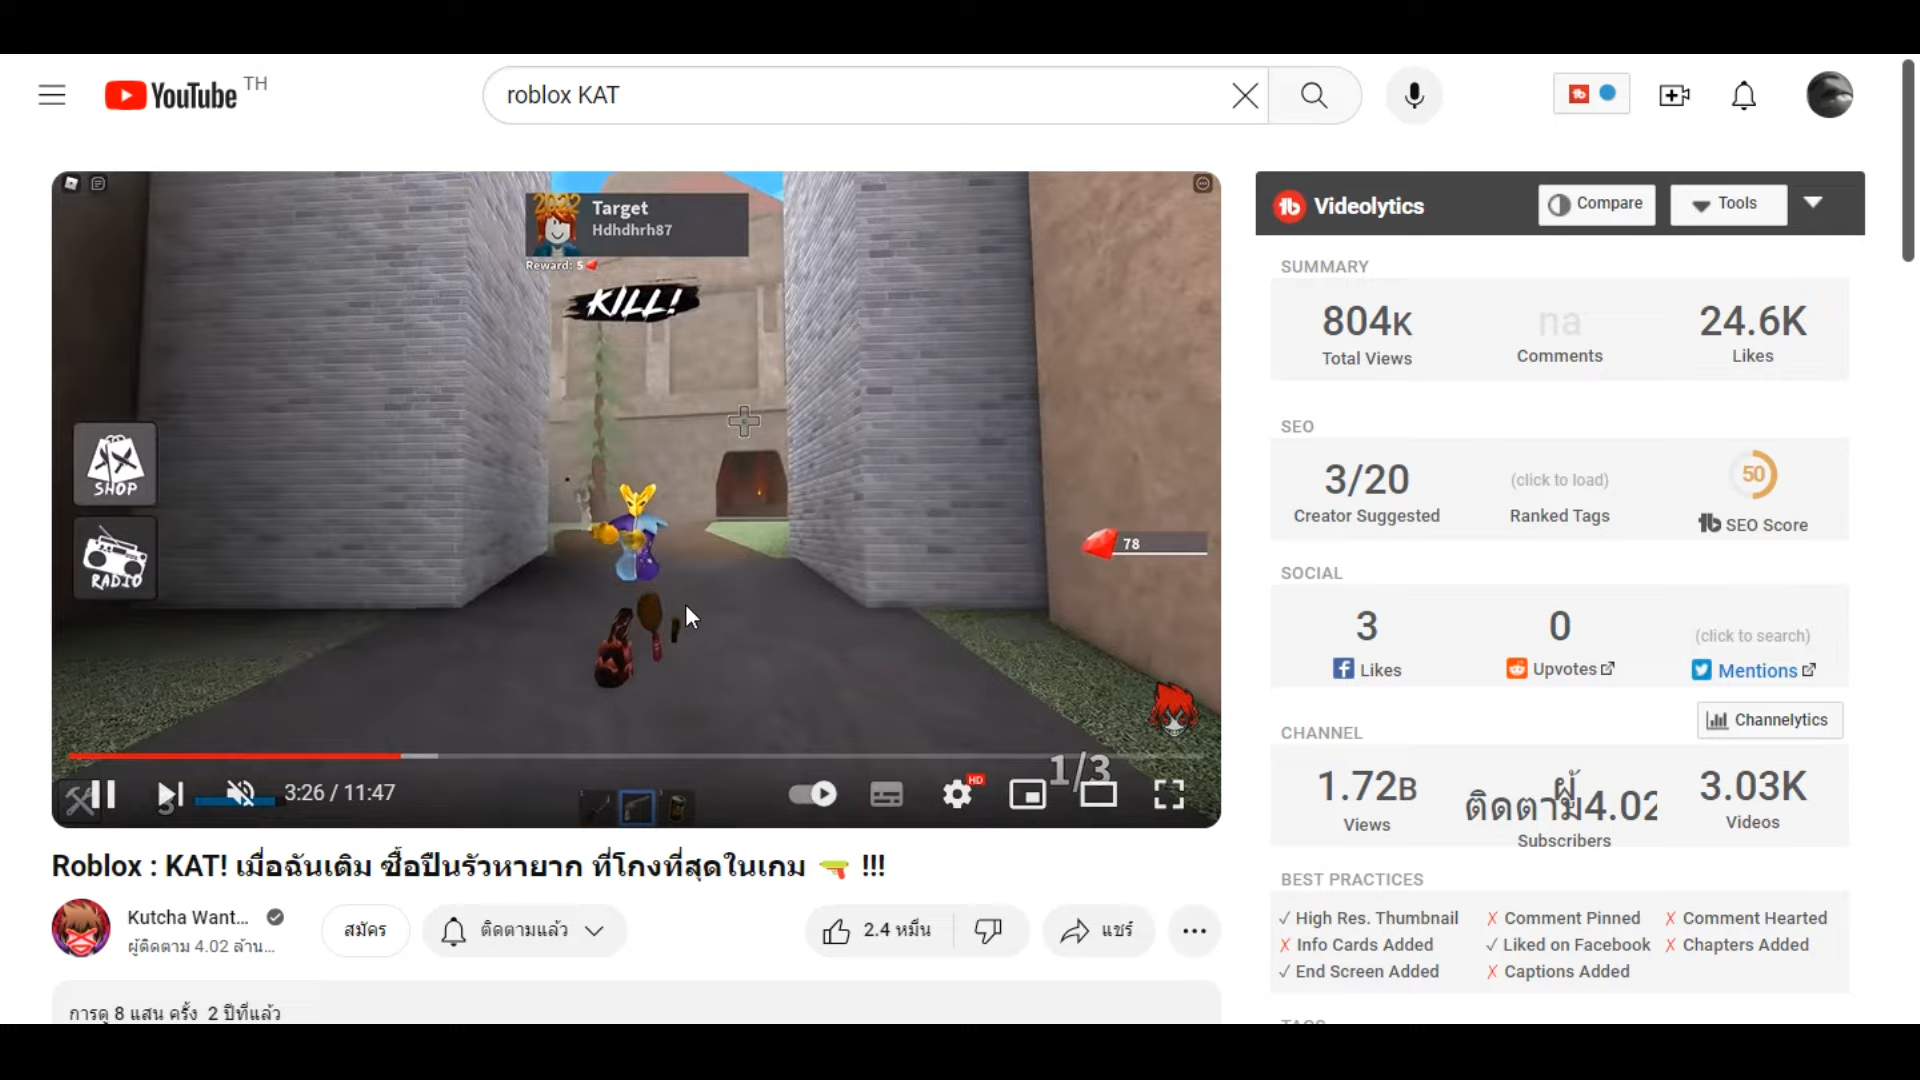 YouTube TH
roblox KAT
Target
Hdhdhrh87
Reward: 5
KILL!
SHOP
RADIO
78
1/3
3
3:26 / 11:47
HD
Roblox : KAT! เมื่อฉันเติม ซื้อปืนรัวหายาก ที่โกงที่สุดในเกม !!!
Kutcha Want...
ผู้ติดตาม 4.02 ล้าน...
สมัคร
ติดตามแล้ว
2.4 หมื่น
แชร์
การดู 8 แสน ครั้ง 2 ปีที่แล้ว
Videolytics
Compare
Tools
SUMMARY
804K na 24.6K
Total Views Comments Likes
SEO
3/20 (click to load) 50
Creator Suggested Ranked Tags tb SEO Score
SOCIAL
3 0 (click to search)
Likes Upvotes Mentions
CHANNEL Channelytics
1.72B ผู้ติดตาม4.02 3.03K
Views Subscribers Videos
BEST PRACTICES
✓ High Res. Thumbnail ✗ Comment Pinned ✗ Comment Hearted
✗ Info Cards Added ✓ Liked on Facebook ✗ Chapters Added
✓ End Screen Added ✗ Captions Added
TAGS